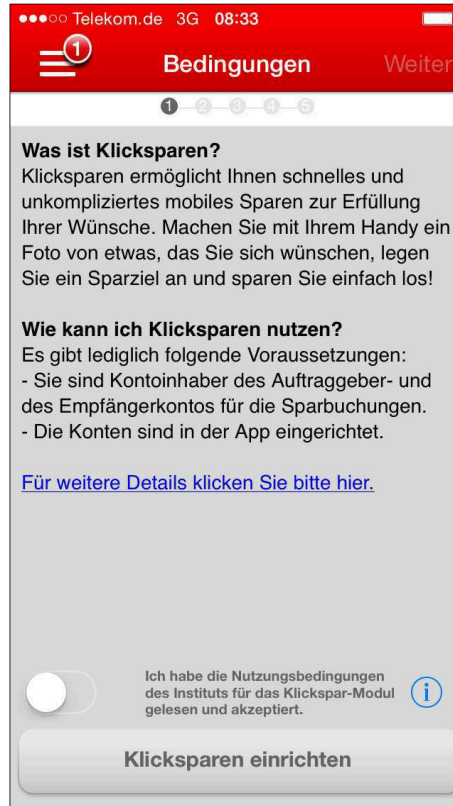 Telekom.de 3G 08:33
1
Bedingungen Weiter
1 2 3 4 5
Was ist Klicksparen?
Klicksparen ermöglicht Ihnen schnelles und
unkompliziertes mobiles Sparen zur Erfüllung
Ihrer Wünsche. Machen Sie mit Ihrem Handy ein
Foto von etwas, das Sie sich wünschen, legen
Sie ein Sparziel an und sparen Sie einfach los!
Wie kann ich Klicksparen nutzen?
Es gibt lediglich folgende Voraussetzungen:
- Sie sind Kontoinhaber des Auftraggeber- und
des Empfängerkontos für die Sparbuchungen.
- Die Konten sind in der App eingerichtet.
Für weitere Details klicken Sie bitte hier.
Ich habe die Nutzungsbedingungen
des Instituts für das Klickspar-Modul
gelesen und akzeptiert.
i
Klicksparen einrichten